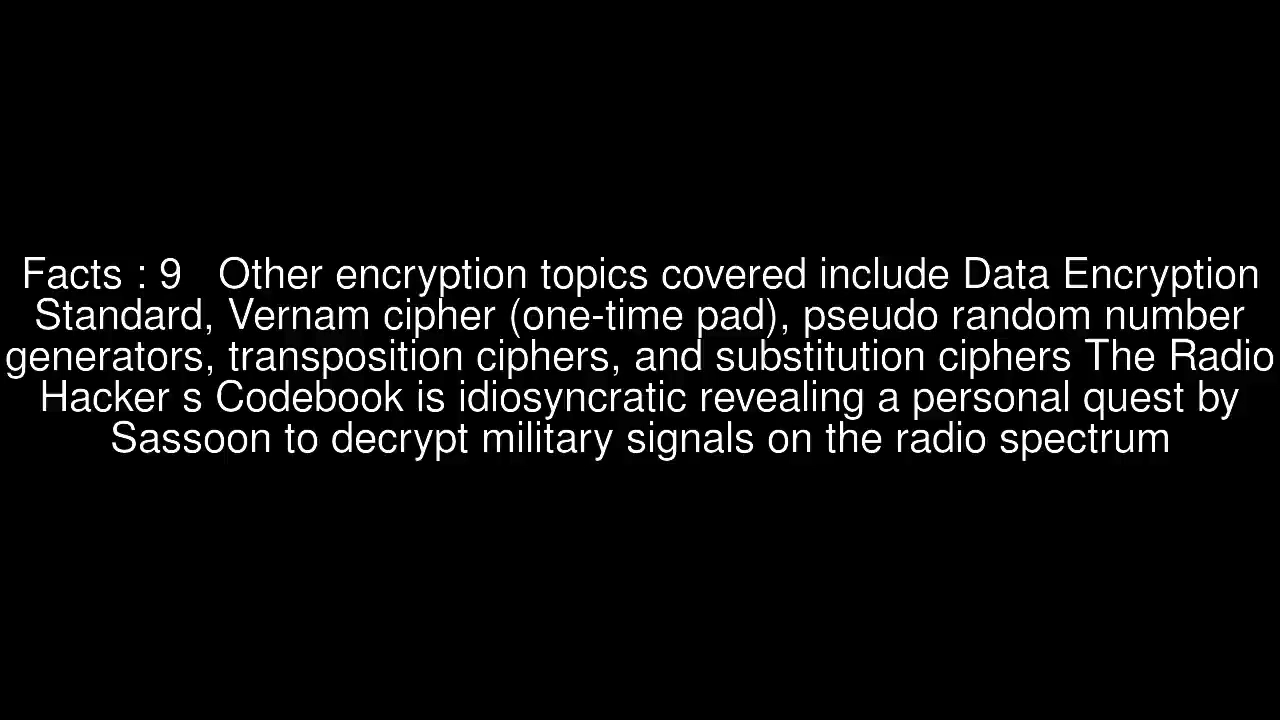 Facts : 9   Other encryption topics covered include Data Encryption
Standard, Vernam cipher (one-time pad), pseudo random number
generators, transposition ciphers, and substitution ciphers The Radio
Hacker s Codebook is idiosyncratic revealing a personal quest by
Sassoon to decrypt military signals on the radio spectrum